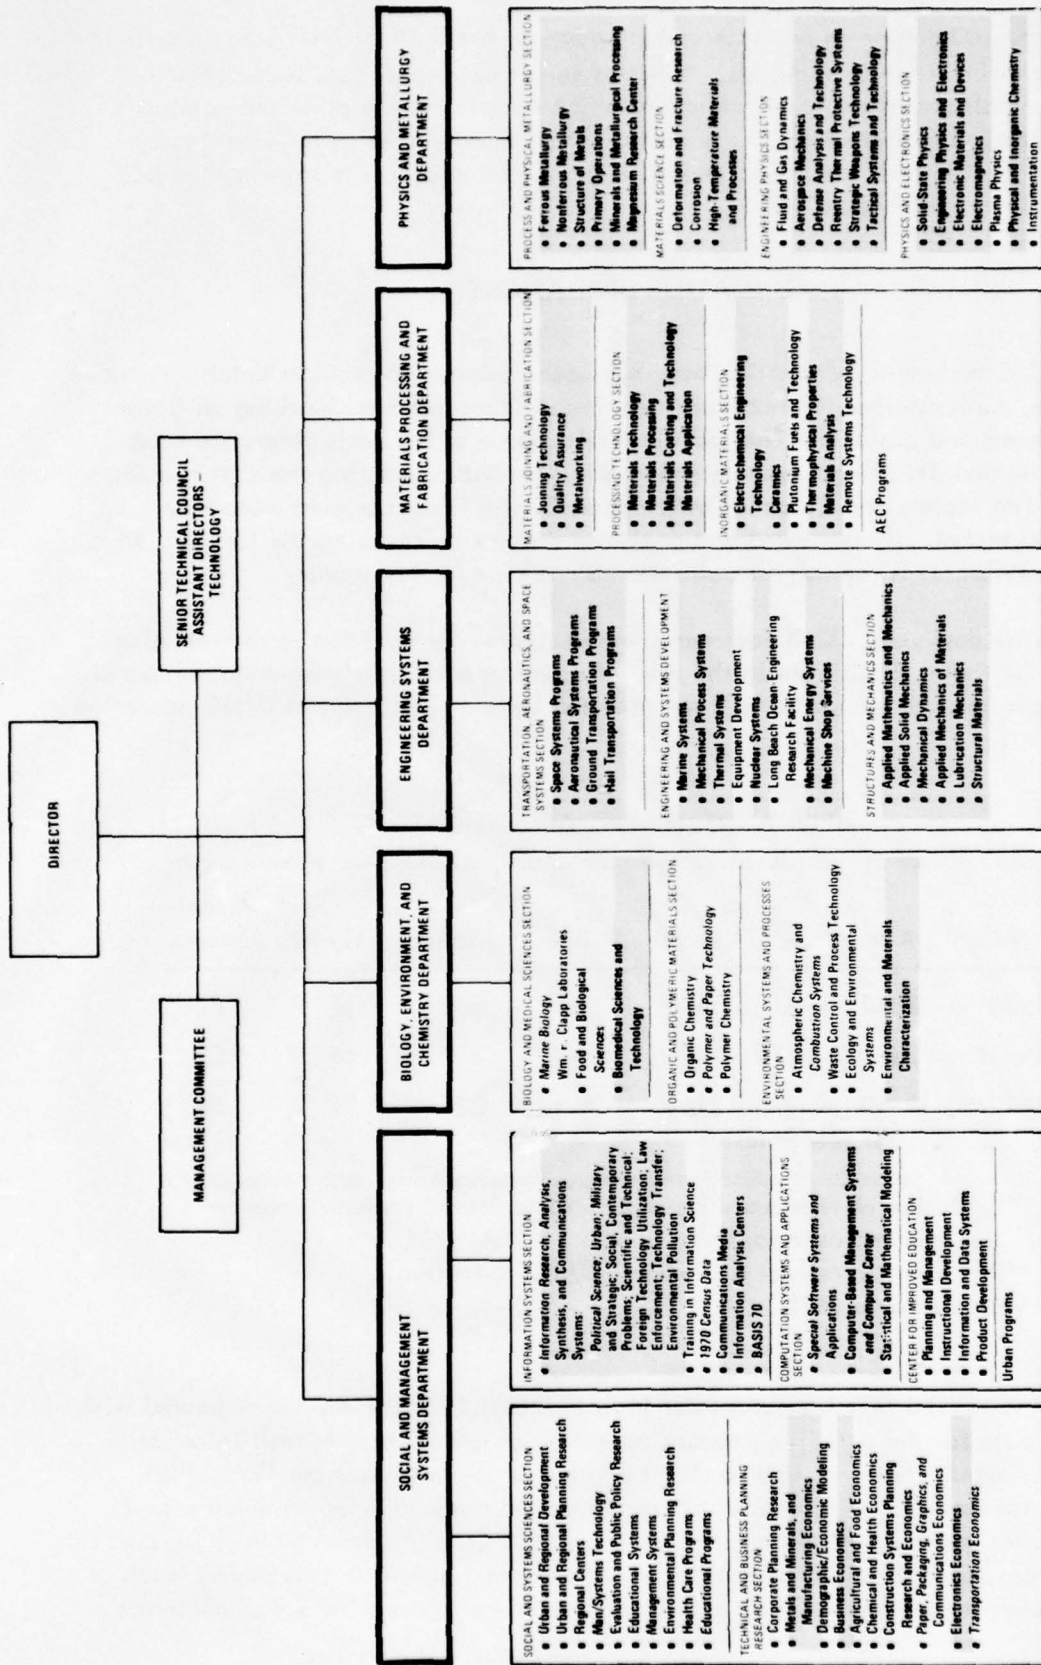 DIRECTOR
MANAGEMENT COMMITTEE
SENIOR TECHNICAL COUNCIL
ASSISTANT DIRECTORS –
TECHNOLOGY
SOCIAL AND MANAGEMENT
SYSTEMS DEPARTMENT
SOCIAL AND SYSTEMS SCIENCES SECTION
• Urban and Regional Development
• Urban and Regional Planning Research
• Regional Centers
• Man/Systems Technology
• Evaluation and Public Policy Research
• Educational Systems
• Management Systems
• Environmental Planning Research
• Health Care Programs
• Educational Programs
TECHNICAL AND BUSINESS PLANNING
RESEARCH SECTION
• Corporate Planning Research
• Metals and Minerals, and
Manufacturing Economics
• Demographic/Economic Modeling
• Business Economics
• Agricultural and Food Economics
• Chemical and Health Economics
• Construction Systems Planning
Research and Economics
• Paper, Packaging, Graphics, and
Communications Economics
• Electronics Economics
• Transportation Economics
INFORMATION SYSTEMS SECTION
• Information Research, Analysis,
Synthesis, and Communications
Systems:
Political Science; Urban; Military
and Strategic; Social, Contemporary
Problems; Scientific and Technical;
Foreign Technology Utilization; Law
Enforcement; Technology Transfer;
Environmental Pollution
• Training in Information Science
• 1970 Census Data
• Communications Media
• Information Analysis Centers
• BASIS 70
COMPUTATION SYSTEMS AND APPLICATIONS
SECTION
• Special Software Systems and
Applications
• Computer-Based Management Systems
and Computer Center
• Statistical and Mathematical Modeling
CENTER FOR IMPROVED EDUCATION
• Planning and Management
• Instructional Development
• Information and Data Systems
• Product Development
Urban Programs
BIOLOGY, ENVIRONMENT, AND
CHEMISTRY DEPARTMENT
BIOLOGY AND MEDICAL SCIENCES SECTION
• Marine Biology
Wm. r. Clapp Laboratories
• Food and Biological
Sciences
• Biomedical Sciences and
Technology
ORGANIC AND POLYMERIC MATERIALS SECTION
• Organic Chemistry
• Polymer and Paper Technology
• Polymer Chemistry
ENVIRONMENTAL SYSTEMS AND PROCESSES
SECTION
• Atmospheric Chemistry and
Combustion Systems
• Waste Control and Process Technology
• Ecology and Environmental
Systems
• Environmental and Materials
Characterization
ENGINEERING SYSTEMS
DEPARTMENT
TRANSPORTATION, AERONAUTICS, AND SPACE
SYSTEMS SECTION
• Space Systems Programs
• Aeronautical Systems Programs
• Ground Transportation Programs
• Hail Transportation Programs
ENGINEERING AND SYSTEMS DEVELOPMENT
• Marine Systems
• Mechanical Process Systems
• Thermal Systems
• Equipment Development
• Nuclear Systems
• Long Beach Ocean-Engineering
Research Facility
• Mechanical Energy Systems
• Machine Shop Services
STRUCTURES AND MECHANICS SECTION
• Applied Mathematics and Mechanics
• Applied Solid Mechanics
• Mechanical Dynamics
• Applied Mechanics of Materials
• Lubrication Mechanic
• Structural Materials
MATERIALS PROCESSING AND
FABRICATION DEPARTMENT
MATERIALS JOINING AND FABRICATION SECTION
• Joining Technology
• Quality Assurance
• Metalworking
PROCESSING TECHNOLOGY SECTION
• Materials Technology
• Materials Processing
• Materials Coating and Technology
• Materials Application
INORGANIC MATERIALS SECTION
• Electrochemical Engineering
Technology
• Ceramics
• Plutonium Fuels and Technology
• Thermophysical Properties
• Materials Analysis
• Remote Systems Technology
AEC Programs
PHYSICS AND METALLURGY
DEPARTMENT
PROCESS AND PHYSICAL METALLURGY SECTION
• Ferrous Metallurgy
• Nonferrous Metallurgy
• Structure of Metals
• Primary Operations
• Minerals and Metallurgical Processing
• Magnesium Research Center
MATERIALS SCIENCE SECTION
• Deformation and Fracture Research
• Corrosion
• High-Temperature Materials
and Processes
ENGINEERING PHYSICS SECTION
• Fluid and Gas Dynamics
• Aerospace Mechanics
• Defense Analysis and Technology
• Reentry Thermal Protective Systems
• Strategic Weapons Technology
• Tactical Systems and Technology
PHYSICS AND ELECTRONICS SECTION
• Solid-State Physics
• Engineering Physics and Electronics
• Electronic Materials and Devices
• Electromagnetics
• Plasma Physics
• Physical and Inorganic Chemistry
• Instrumentation